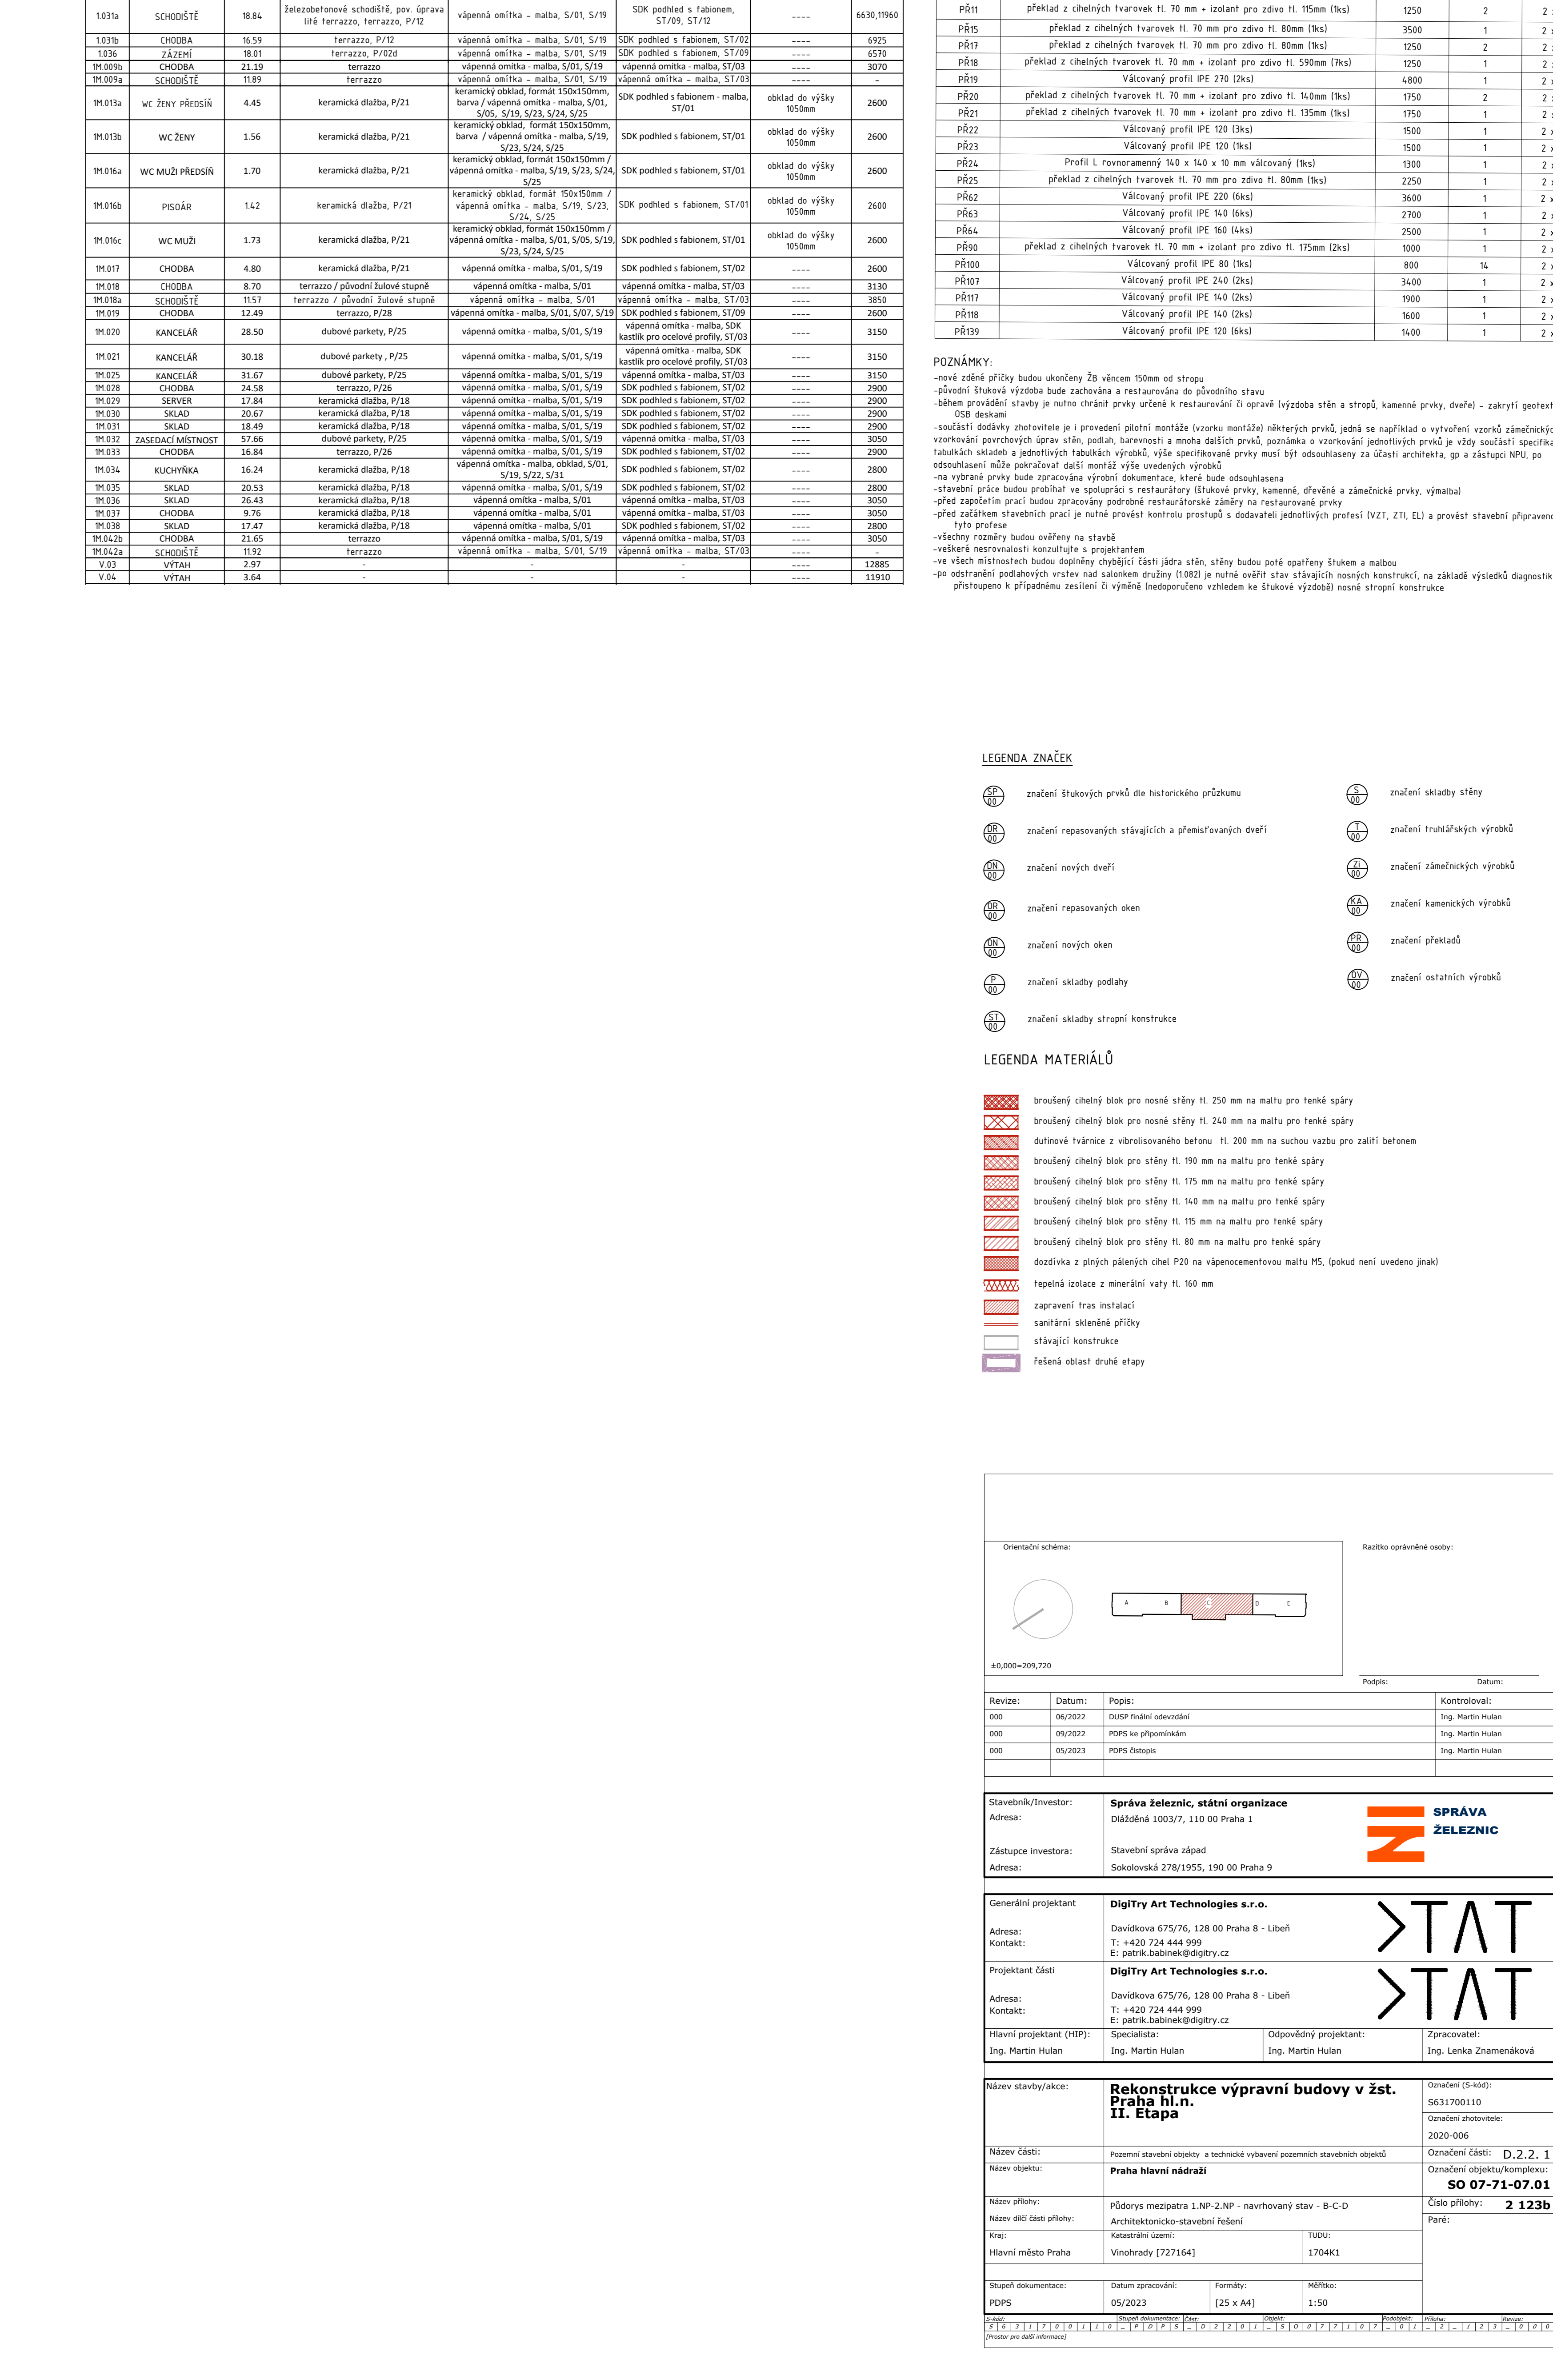 1.031a SCHODIŠTĚ 18.84 železobetonové schodiště, pov. úprava lité terrazzo, terrazzo, P/12 vápenná omítka - malba, S/01, S/19 SDK podhled s fabionem, ST/09, ST/12 ---- 6630,11960
1.031b CHODBA 16.59 terrazzo, P/12 vápenná omítka - malba, S/01, S/19 SDK podhled s fabionem, ST/02 ---- 6925
1.036 ZÁZEMÍ 18.01 terrazzo, P/02d vápenná omítka - malba, S/01, S/19 SDK podhled s fabionem, ST/09 ---- 6570
1M.009b CHODBA 21.19 terrazzo vápenná omítka - malba, S/01, S/19 vápenná omítka - malba, ST/03 ---- 3070
1M.009a SCHODIŠTĚ 11.89 terrazzo vápenná omítka - malba, S/01, S/19 vápenná omítka - malba, ST/03 ---- -
1M.013a WC ŽENY PŘEDSÍŇ 4.45 keramická dlažba, P/21 keramický obklad, formát 150x150mm, barva / vápenná omítka - malba, S/01, S/05, S/19, S/23, S/24, S/25 SDK podhled s fabionem - malba, ST/01 obklad do výšky 1050mm 2600
1M.013b WC ŽENY 1.56 keramická dlažba, P/21 keramický obklad, formát 150x150mm, barva / vápenná omítka - malba, S/19, S/23, S/24, S/25 SDK podhled s fabionem, ST/01 obklad do výšky 1050mm 2600
1M.016a WC MUŽI PŘEDSÍŇ 1.70 keramická dlažba, P/21 keramický obklad, formát 150x150mm / vápenná omítka - malba, S/19, S/23, S/24, S/25 SDK podhled s fabionem, ST/01 obklad do výšky 1050mm 2600
1M.016b PISOÁR 1.42 keramická dlažba, P/21 keramický obklad, formát 150x150mm / vápenná omítka - malba, S/19, S/23, S/24, S/25 SDK podhled s fabionem, ST/01 obklad do výšky 1050mm 2600
1M.016c WC MUŽI 1.73 keramická dlažba, P/21 keramický obklad, formát 150x150mm / vápenná omítka - malba, S/01, S/05, S/19, S/23, S/24, S/25 SDK podhled s fabionem, ST/01 obklad do výšky 1050mm 2600
1M.017 CHODBA 4.80 keramická dlažba, P/21 vápenná omítka - malba, S/01, S/19 SDK podhled s fabionem, ST/02 ---- 2600
1M.018 CHODBA 8.70 terrazzo / původní žulové stupně vápenná omítka - malba, S/01 vápenná omítka - malba, ST/03 ---- 3130
1M.018a SCHODIŠTĚ 11.57 terrazzo / původní žulové stupně vápenná omítka - malba, S/01 vápenná omítka - malba, ST/03 ---- 3850
1M.019 CHODBA 12.49 terrazzo, P/28 vápenná omítka - malba, S/01, S/07, S/19 SDK podhled s fabionem, ST/09 ---- 2600
1M.020 KANCELÁŘ 28.50 dubové parkety, P/25 vápenná omítka - malba, S/01, S/19 vápenná omítka - malba, SDK kastlík pro ocelové profily, ST/03 ---- 3150
1M.021 KANCELÁŘ 30.18 dubové parkety , P/25 vápenná omítka - malba, S/01, S/19 vápenná omítka - malba, SDK kastlík pro ocelové profily, ST/03 ---- 3150
1M.025 KANCELÁŘ 31.67 dubové parkety, P/25 vápenná omítka - malba, S/01, S/19 vápenná omítka - malba, ST/03 ---- 3150
1M.028 CHODBA 24.58 terrazzo, P/26 vápenná omítka - malba, S/01, S/19 SDK podhled s fabionem, ST/02 ---- 2900
1M.029 SERVER 17.84 keramická dlažba, P/18 vápenná omítka - malba, S/01, S/19 SDK podhled s fabionem, ST/02 ---- 2900
1M.030 SKLAD 20.67 keramická dlažba, P/18 vápenná omítka - malba, S/01, S/19 SDK podhled s fabionem, ST/02 ---- 2900
1M.031 SKLAD 18.49 keramická dlažba, P/18 vápenná omítka - malba, S/01, S/19 SDK podhled s fabionem, ST/02 ---- 2900
1M.032 ZASEDACÍ MÍSTNOST 57.66 dubové parkety, P/25 vápenná omítka - malba, S/01, S/19 vápenná omítka - malba, ST/03 ---- 3050
1M.033 CHODBA 16.84 terrazzo, P/26 vápenná omítka - malba, S/01, S/19 SDK podhled s fabionem, ST/02 ---- 2900
1M.034 KUCHYŇKA 16.24 keramická dlažba, P/18 vápenná omítka - malba, obklad, S/01, S/19, S/22, S/31 SDK podhled s fabionem, ST/02 ---- 2800
1M.035 SKLAD 20.53 keramická dlažba, P/18 vápenná omítka - malba, S/01, S/19 SDK podhled s fabionem, ST/02 ---- 2800
1M.036 SKLAD 26.43 keramická dlažba, P/18 vápenná omítka - malba, S/01 vápenná omítka - malba, ST/03 ---- 3050
1M.037 CHODBA 9.76 keramická dlažba, P/18 vápenná omítka - malba, S/01 vápenná omítka - malba, ST/03 ---- 3050
1M.038 SKLAD 17.47 keramická dlažba, P/18 vápenná omítka - malba, S/01 SDK podhled s fabionem, ST/02 ---- 2800
1M.042b CHODBA 21.65 terrazzo vápenná omítka - malba, S/01, S/19 vápenná omítka - malba, ST/03 ---- 3050
1M.042a SCHODIŠTĚ 11.92 terrazzo vápenná omítka - malba, S/01, S/19 vápenná omítka - malba, ST/03 ---- -
V.03 VÝTAH 2.97 - - - ---- 12885
V.04 VÝTAH 3.64 - - - ---- 11910
PŘ11 překlad z cihelných tvarovek tl. 70 mm + izolant pro zdivo tl. 115mm (1ks) 1250 2 2
PŘ15 překlad z cihelných tvarovek tl. 70 mm pro zdivo tl. 80mm (1ks) 3500 1 2 x
PŘ17 překlad z cihelných tvarovek tl. 70 mm pro zdivo tl. 80mm (1ks) 1250 2 2
PŘ18 překlad z cihelných tvarovek tl. 70 mm + izolant pro zdivo tl. 590mm (7ks) 1250 1 2
PŘ19 Válcovaný profil IPE 270 (2ks) 4800 1 2 x
PŘ20 překlad z cihelných tvarovek tl. 70 mm + izolant pro zdivo tl. 140mm (1ks) 1750 2 2
PŘ21 překlad z cihelných tvarovek tl. 70 mm + izolant pro zdivo tl. 135mm (1ks) 1750 1 2
PŘ22 Válcovaný profil IPE 120 (3ks) 1500 1 2 x
PŘ23 Válcovaný profil IPE 120 (1ks) 1500 1 2 x
PŘ24 Profil L rovnoramenný 140 x 140 x 10 mm válcovaný (1ks) 1300 1 2 x
PŘ25 překlad z cihelných tvarovek tl. 70 mm pro zdivo tl. 80mm (1ks) 2250 1 2 x
PŘ62 Válcovaný profil IPE 220 (6ks) 3600 1 2 x
PŘ63 Válcovaný profil IPE 140 (6ks) 2700 1 2 x
PŘ64 Válcovaný profil IPE 160 (4ks) 2500 1 2 x
PŘ90 překlad z cihelných tvarovek tl. 70 mm + izolant pro zdivo tl. 175mm (2ks) 1000 1 2 x
PŘ100 Válcovaný profil IPE 80 (1ks) 800 14 2 x
PŘ107 Válcovaný profil IPE 240 (2ks) 3400 1 2 x
PŘ117 Válcovaný profil IPE 140 (2ks) 1900 1 2 x
PŘ118 Válcovaný profil IPE 140 (2ks) 1600 1 2 x
PŘ139 Válcovaný profil IPE 120 (6ks) 1400 1 2 x
POZNÁMKY:
-nové zděné příčky budou ukončeny ŽB věncem 150mm od stropu
-původní štuková výzdoba bude zachována a restaurována do původního stavu
-během provádění stavby je nutno chránit prvky určené k restaurování či opravě (výzdoba stěn a stropů, kamenné prvky, dveře) - zakrytí geotext
OSB deskami
-součástí dodávky zhotovitele je i provedení pilotní montáže (vzorku montáže) některých prvků, jedná se například o vytvoření vzorků zámečnickýc
vzorkování povrchových úprav stěn, podlah, barevnosti a mnoha dalších prvků, poznámka o vzorkování jednotlivých prvků je vždy součástí specifika
tabulkách skladeb a jednotlivých tabulkách výrobků, výše specifikované prvky musí být odsouhlaseny za účasti architekta, gp a zástupci NPU, po
odsouhlasení může pokračovat další montáž výše uvedených výrobků
-na vybrané prvky bude zpracována výrobní dokumentace, které bude odsouhlasena
-stavební práce budou probíhat ve spolupráci s restaurátory (štukové prvky, kamenné, dřevěné a zámečnické prvky, výmalba)
-před započetím prací budou zpracovány podrobné restaurátorské záměry na restaurované prvky
-před začátkem stavebních prací je nutné provést kontrolu prostupů s dodavateli jednotlivých profesí (VZT, ZTI, EL) a provést stavební připraveno
tyto profese
-všechny rozměry budou ověřeny na stavbě
-veškeré nesrovnalosti konzultujte s projektantem
-ve všech místnostech budou doplněny chybějící části jádra stěn, stěny budou poté opatřeny štukem a malbou
-po odstranění podlahových vrstev nad salonkem družiny (1.082) je nutné ověřit stav stávajícíh nosných konstrukcí, na základě výsledků diagnostik
přistoupeno k případnému zesílení či výměně (nedoporučeno vzhledem ke štukové výzdobě) nosné stropní konstrukce
LEGENDA ZNAČEK
SP 00 značení štukových prvků dle historického průzkumu
DR 00 značení repasovaných stávajících a přemisťovaných dveří
DN 00 značení nových dveří
OR 00 značení repasovaných oken
ON 00 značení nových oken
P 00 značení skladby podlahy
ST 00 značení skladby stropní konstrukce
S 00 značení skladby stěny
T 00 značení truhlářských výrobků
Zi 00 značení zámečnických výrobků
KA 00 značení kamenických výrobků
PR 00 značení překladů
OV 00 značení ostatních výrobků
LEGENDA MATERIÁLŮ
broušený cihelný blok pro nosné stěny tl. 250 mm na maltu pro tenké spáry
broušený cihelný blok pro nosné stěny tl. 240 mm na maltu pro tenké spáry
dutinové tvárnice z vibrolisovaného betonu tl. 200 mm na suchou vazbu pro zalití betonem
broušený cihelný blok pro stěny tl. 190 mm na maltu pro tenké spáry
broušený cihelný blok pro stěny tl. 175 mm na maltu pro tenké spáry
broušený cihelný blok pro stěny tl. 140 mm na maltu pro tenké spáry
broušený cihelný blok pro stěny tl. 115 mm na maltu pro tenké spáry
broušený cihelný blok pro stěny tl. 80 mm na maltu pro tenké spáry
dozdívka z plných pálených cihel P20 na vápenocementovou maltu M5, (pokud není uvedeno jinak)
tepelná izolace z minerální vaty tl. 160 mm
zapravení tras instalací
sanitární skleněné příčky
stávající konstrukce
řešená oblast druhé etapy
Orientační schéma: Razítko oprávněné osoby:
A B C D E
±0,000=209,720
Podpis: Datum:
Revize: Datum: Popis: Kontroloval:
000 06/2022 DUSP finální odevzdání Ing. Martin Hulan
000 09/2022 PDPS ke připomínkám Ing. Martin Hulan
000 05/2023 PDPS čistopis Ing. Martin Hulan
Stavebník/Investor: Správa železnic, státní organizace
Adresa: Dlážděná 1003/7, 110 00 Praha 1
SPRÁVA
ŽELEZNIC
Zástupce investora: Stavební správa západ
Adresa: Sokolovská 278/1955, 190 00 Praha 9
Generální projektant DigiTry Art Technologies s.r.o.
Adresa: Davídkova 675/76, 128 00 Praha 8 - Libeň
Kontakt: T: +420 724 444 999
E: patrik.babinek@digitry.cz
Projektant části DigiTry Art Technologies s.r.o.
Adresa: Davídkova 675/76, 128 00 Praha 8 - Libeň
Kontakt: T: +420 724 444 999
E: patrik.babinek@digitry.cz
Hlavní projektant (HIP): Specialista: Odpovědný projektant: Zpracovatel:
Ing. Martin Hulan Ing. Martin Hulan Ing. Martin Hulan Ing. Lenka Znamenáková
Název stavby/akce: Rekonstrukce výpravní budovy v žst.
Praha hl.n.
II. Etapa
Označení (S-kód):
S631700110
Označení zhotovitele:
2020-006
Název části: Pozemní stavební objekty a technické vybavení pozemních stavebních objektů Označení části: D.2.2. 1
Název objektu: Praha hlavní nádraží Označení objektu/komplexu:
SO 07-71-07.01
Název přílohy: Půdorys mezipatra 1.NP-2.NP - navrhovaný stav - B-C-D Číslo přílohy: 2 123b
Název dílčí části přílohy: Architektonicko-stavební řešení Paré:
Kraj: Katastrální území: TUDU:
Hlavní město Praha Vinohrady [727164] 1704K1
Stupeň dokumentace: Datum zpracování: Formáty: Měřítko:
PDPS 05/2023 [25 x A4] 1:50
S-kód: Stupeň dokumentace: Část: Objekt: Podobjekt: Příloha: Revize:
S 6 3 1 7 0 0 1 1 0 _ P D P S _ D 2 2 0 1 _ S O 0 7 7 1 0 7 _ 0 1 _ 2 _ 1 2 3 _ 0 0 0
[Prostor pro další informace]